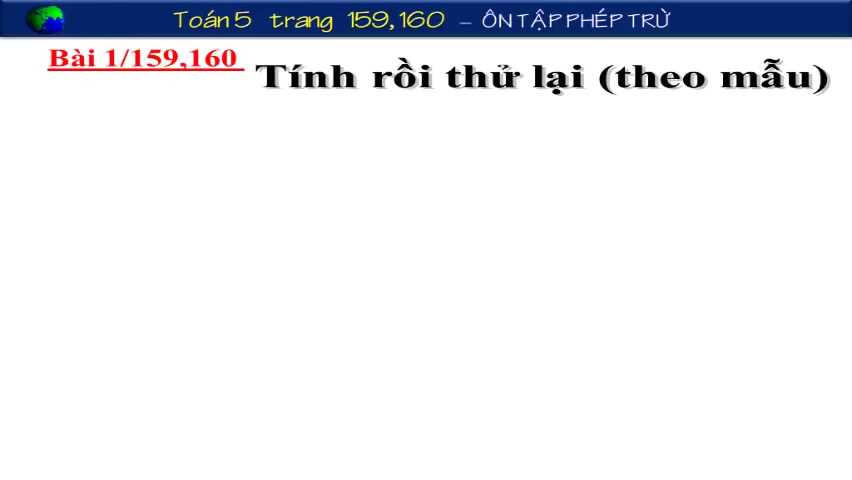 Toán 5 trang 159, 160 – ÔN TẬP PHÉP TRỪ
Bài 1/159,160
Tính rồi thử lại (theo mẫu)